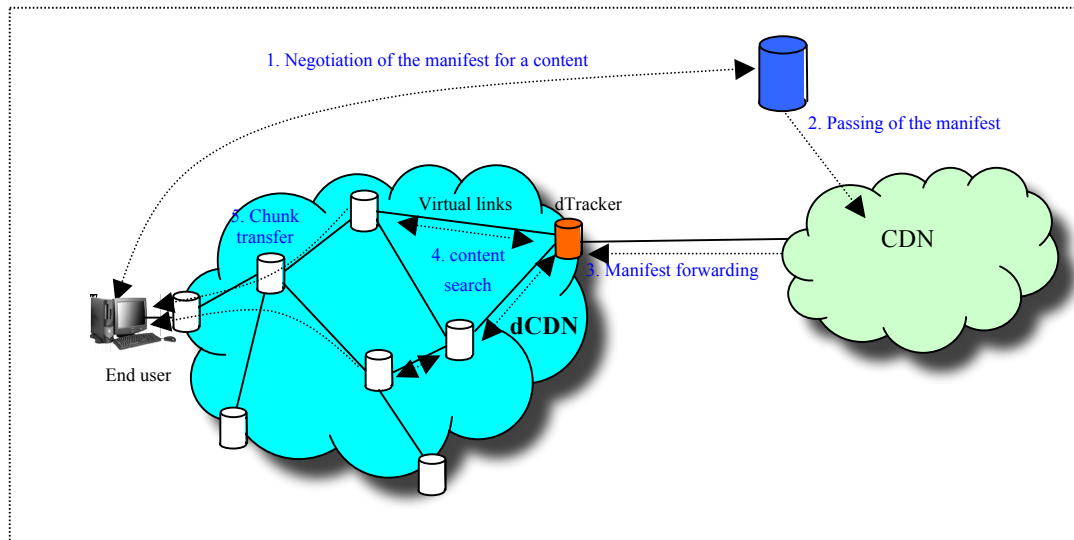 1. Negotiation of the manifest for a content
2. Passing of the manifest
Virtual links
dTracker
5. Chunk
transfer
4. content
search
CDN
3. Manifest forwarding
dCDN
End user